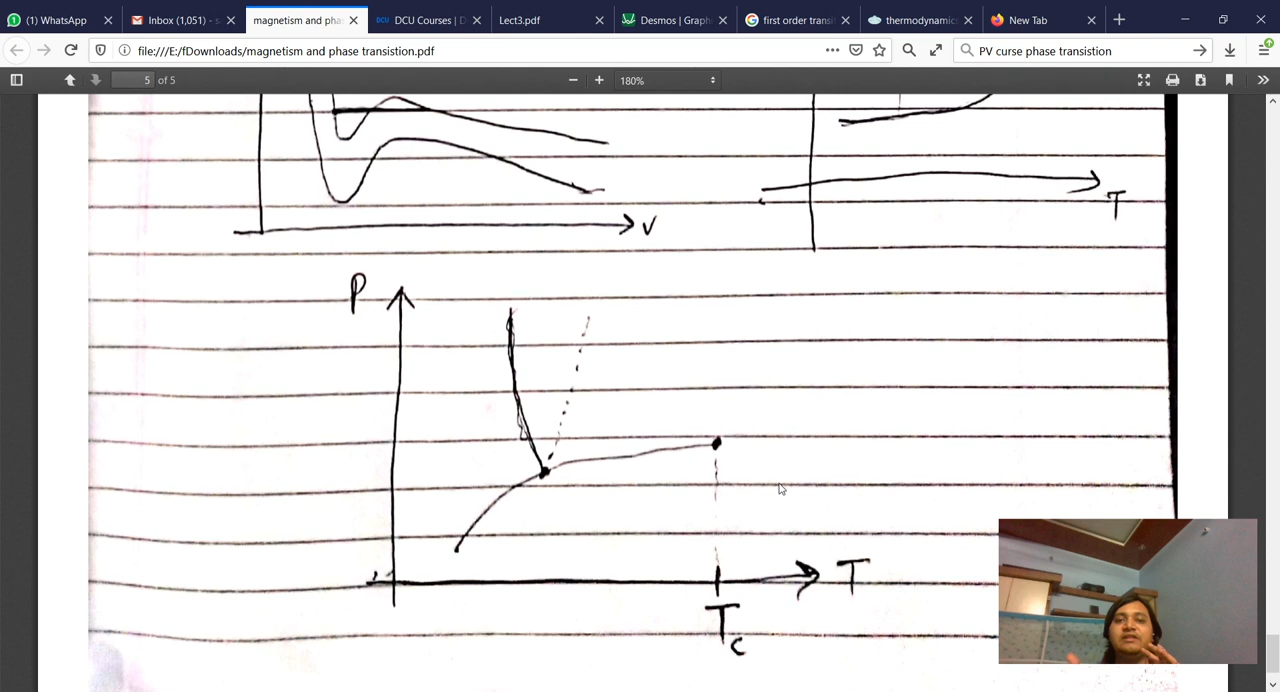 (1) WhatsApp
Inbox (1,051) - s
magnetism and pha
DCU Courses | D
Lect3.pdf
Desmos | Graph
first order transi
thermodynamic
New Tab
file:///E:/fDownloads/magnetism and phase transistion.pdf
PV curse phase transistion
5 of 5
180%
V
T
P
T
Tc